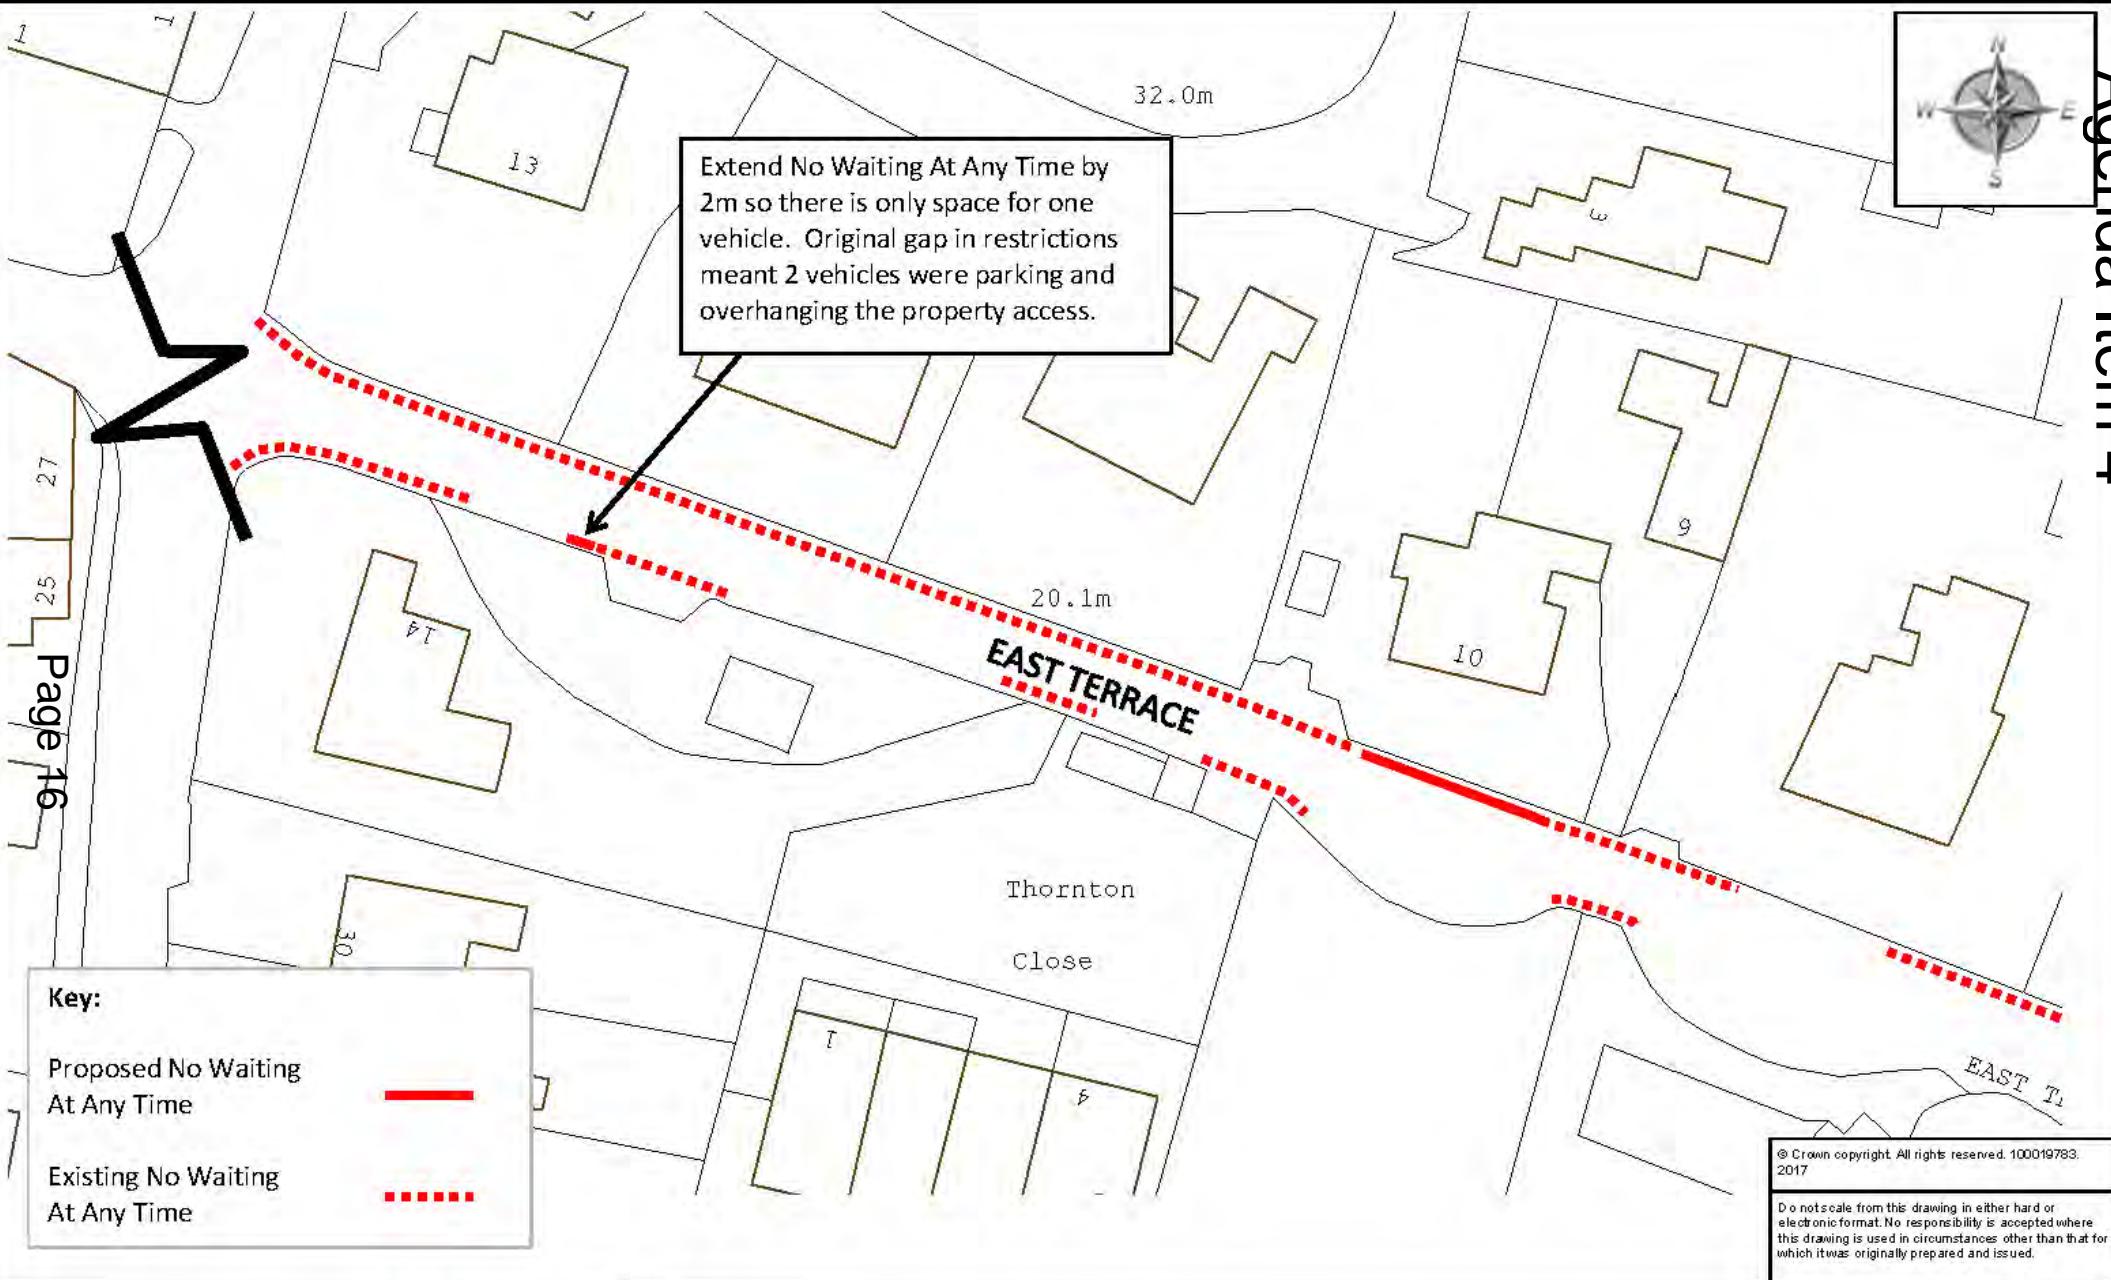 Agenda Item 4
N
W
E
S
1
1
13
32.0m
3
Extend No Waiting At Any Time by
2m so there is only space for one
vehicle. Original gap in restrictions
meant 2 vehicles were parking and
overhanging the property access.
27
25
14
20.1m
EAST TERRACE
10
9
Page 16
30
Thornton
Close
1
4
EAST T
Key:
Proposed No Waiting
At Any Time
Existing No Waiting
At Any Time
© Crown copyright. All rights reserved. 100019783.
2017
Do not scale from this drawing in either hard or
electronic format. No responsibility is accepted where
this drawing is used in circumstances other than that for
which it was originally prepared and issued.